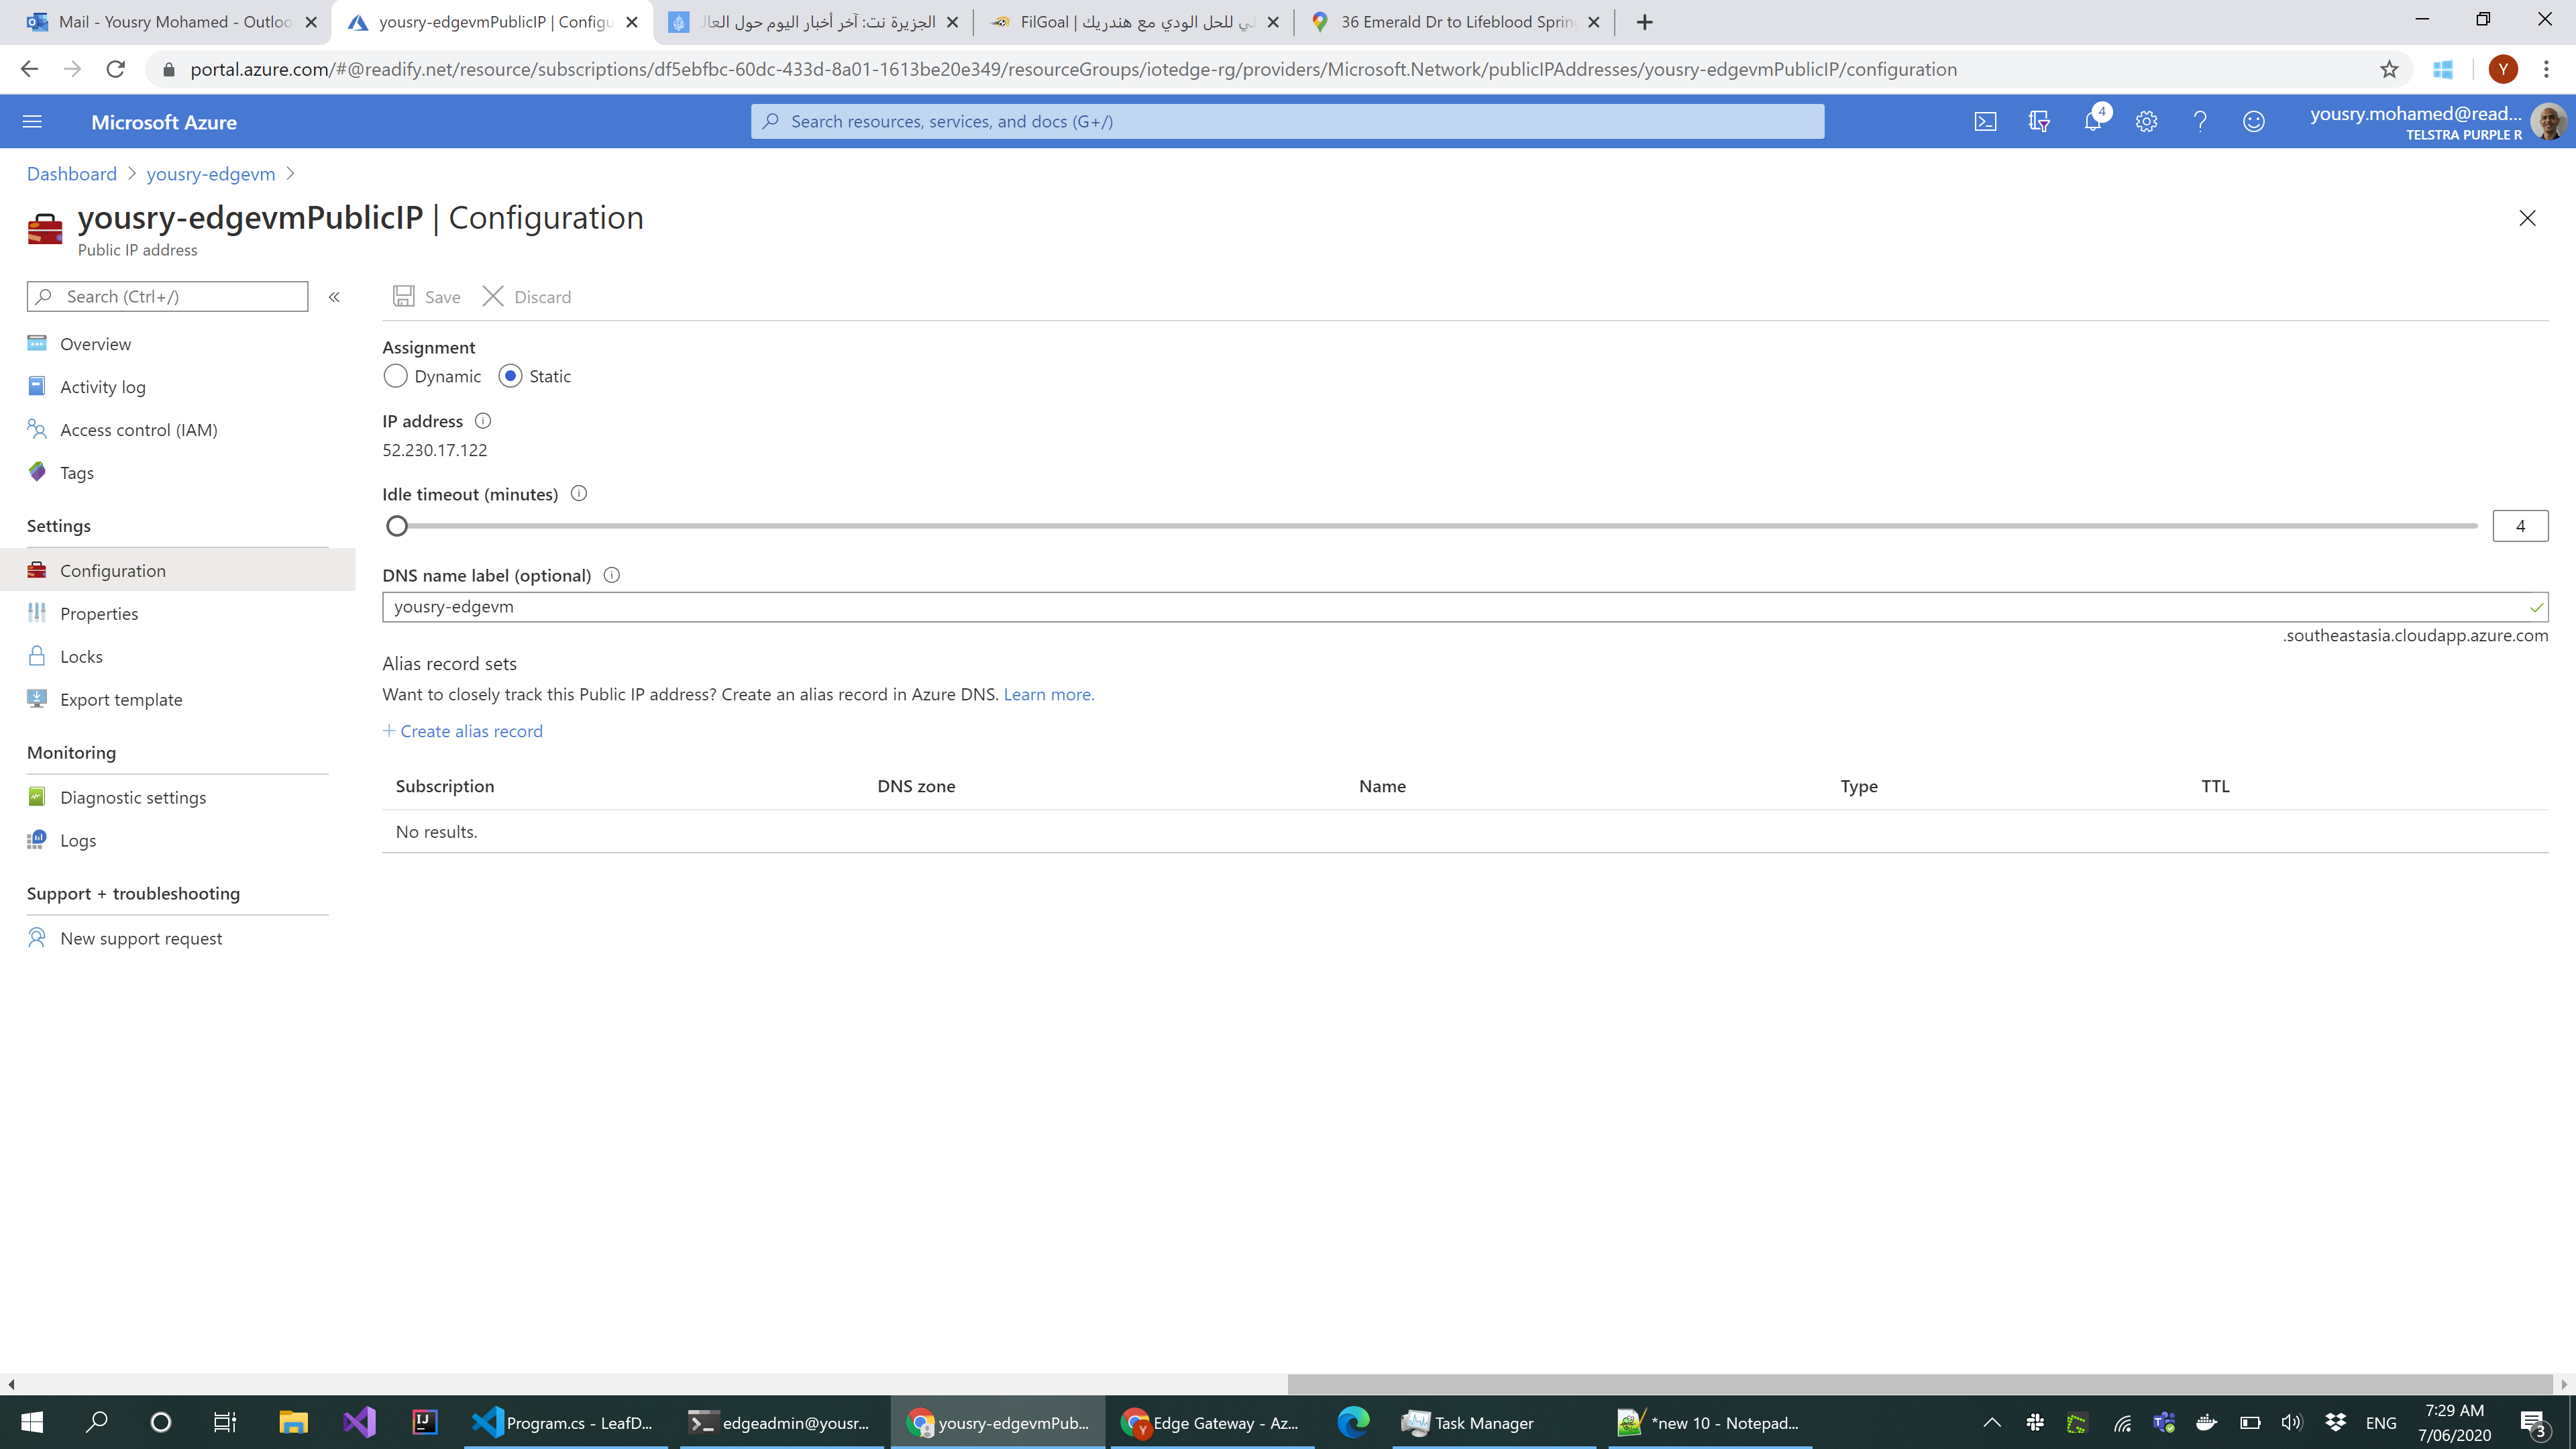 Mail - Yousry Mohamed - Outloo
yousry-edgevmPublicIP | Configu
الجزيرة نت: آخر أخبار اليوم حول العال
لي للحل الودي مع هندريك | FilGoal
36 Emerald Dr to Lifeblood Sprin
portal.azure.com/#@readify.net/resource/subscriptions/df5ebfbc-60dc-433d-8a01-1613be20e349/resourceGroups/iotedge-rg/providers/Microsoft.Network/publicIPAddresses/yousry-edgevmPublicIP/configuration
Y
Microsoft Azure
Search resources, services, and docs (G+/)
4
yousry.mohamed@read...
TELSTRA PURPLE R
Dashboard > yousry-edgevm >
yousry-edgevmPublicIP | Configuration
Public IP address
Search (Ctrl+/)
«
Save
Discard
Overview
Activity log
Access control (IAM)
Tags
Settings
Configuration
Properties
Locks
Export template
Monitoring
Diagnostic settings
Logs
Support + troubleshooting
New support request
Assignment
Dynamic
Static
IP address
52.230.17.122
Idle timeout (minutes)
4
DNS name label (optional)
yousry-edgevm
.southeastasia.cloudapp.azure.com
Alias record sets
Want to closely track this Public IP address? Create an alias record in Azure DNS. Learn more.
+ Create alias record
Subscription DNS zone Name Type TTL
No results.
Program.cs - LeafD...
edgeadmin@yousr...
yousry-edgevmPub...
Edge Gateway - Az...
Task Manager
*new 10 - Notepad...
ENG
7:29 AM
7/06/2020
3